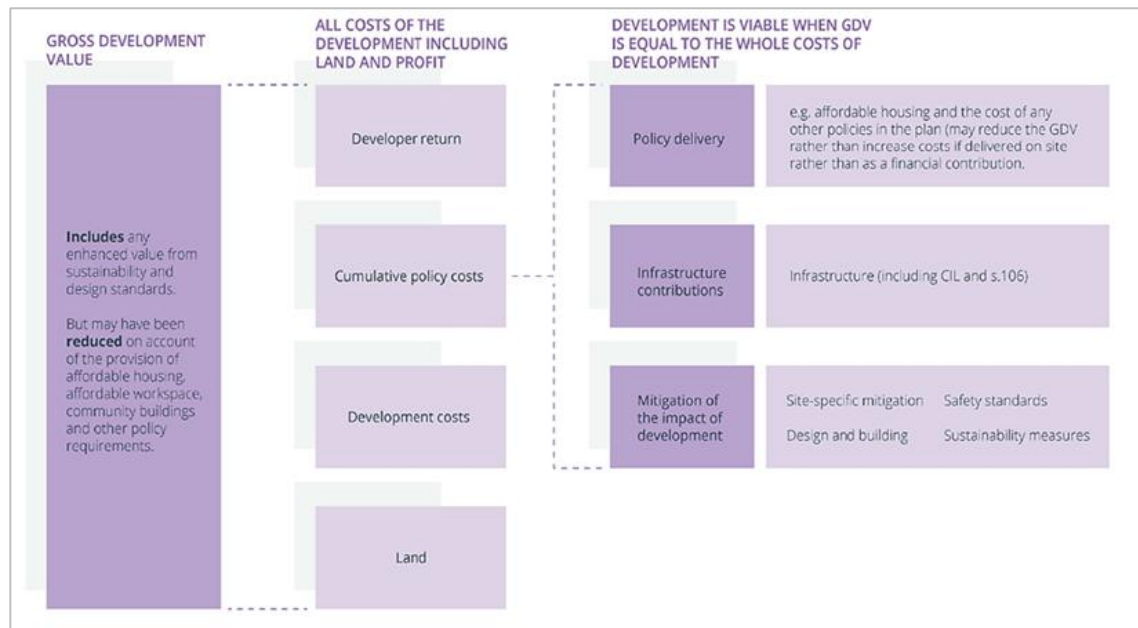 GROSS DEVELOPMENT
VALUE
Includes any
enhanced value from
sustainability and
design standards.
But may have been
reduced on account
of the provision of
affordable housing,
affordable workspace,
community buildings
and other policy
requirements.
ALL COSTS OF THE
DEVELOPMENT INCLUDING
LAND AND PROFIT
Developer return
Cumulative policy costs
Development costs
Land
DEVELOPMENT IS VIABLE WHEN GDV
IS EQUAL TO THE WHOLE COSTS OF
DEVELOPMENT
Policy delivery
e.g. affordable housing and the cost of any
other policies in the plan (may reduce the GDV
rather than increase costs if delivered on site
rather than as a financial contribution.
Infrastructure
contributions
Infrastructure (including CIL and s.106)
Mitigation of
the impact of
development
Site-specific mitigation Safety standards
Design and building Sustainability measures